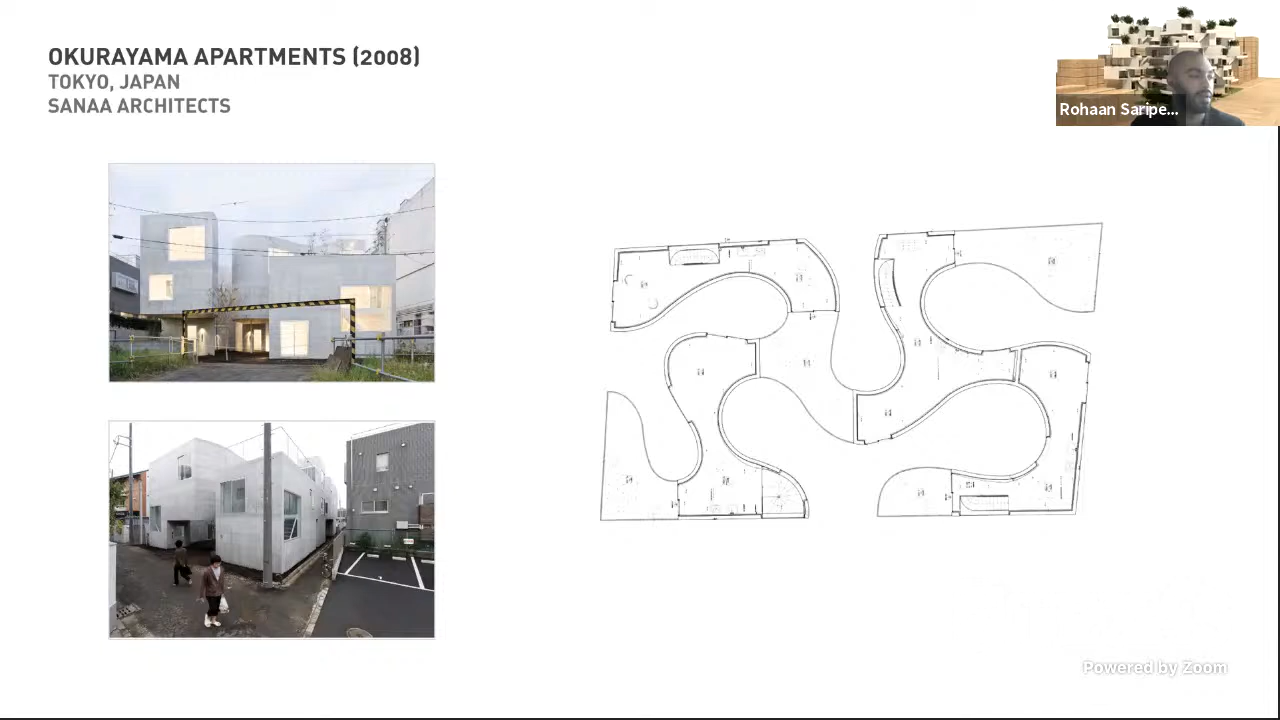 OKURAYAMA APARTMENTS (2008)
TOKYO, JAPAN
SANAA ARCHITECTS
Rohaan Saripe...
Powered by Zoom